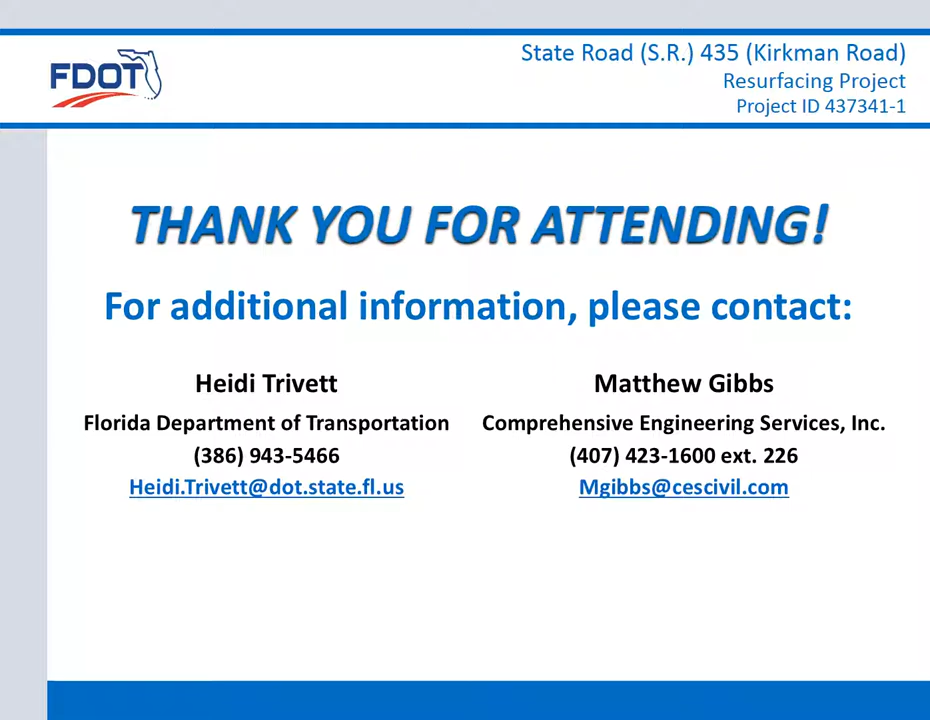 FDOT
State Road (S.R.) 435 (Kirkman Road)
Resurfacing Project
Project ID 437341-1
THANK YOU FOR ATTENDING!
For additional information, please contact:
Heidi Trivett
Florida Department of Transportation
(386) 943-5466
Heidi.Trivett@dot.state.fl.us
Matthew Gibbs
Comprehensive Engineering Services, Inc.
(407) 423-1600 ext. 226
Mgibbs@cescivil.com